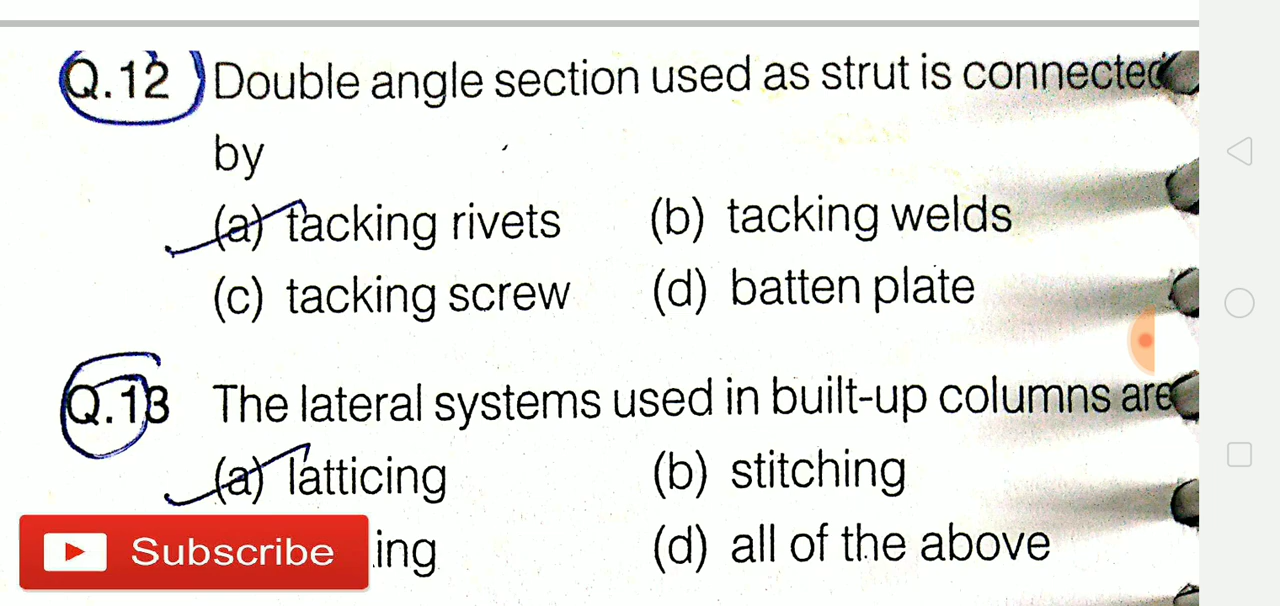 Q.12 Double angle section used as strut is connected
by
(a) tacking rivets (b) tacking welds
(c) tacking screw (d) batten plate
Q.13 The lateral systems used in built-up columns are
(a) latticing (b) stitching
ing (d) all of the above
Subscribe